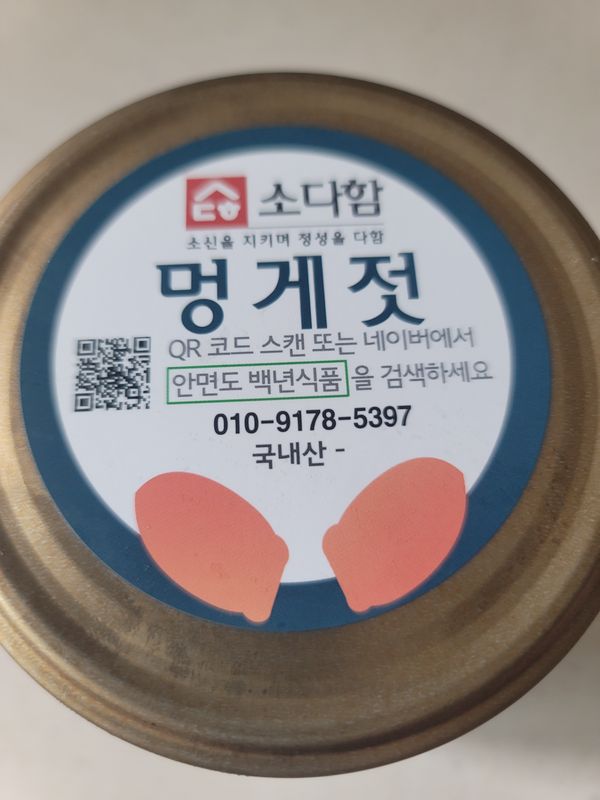 소다함
소신을 지키며 정성을 다함
멍게젓
QR 코드 스캔 또는 네이버에서
안면도 백년식품 을 검색하세요
010-9178-5397
국내산 -